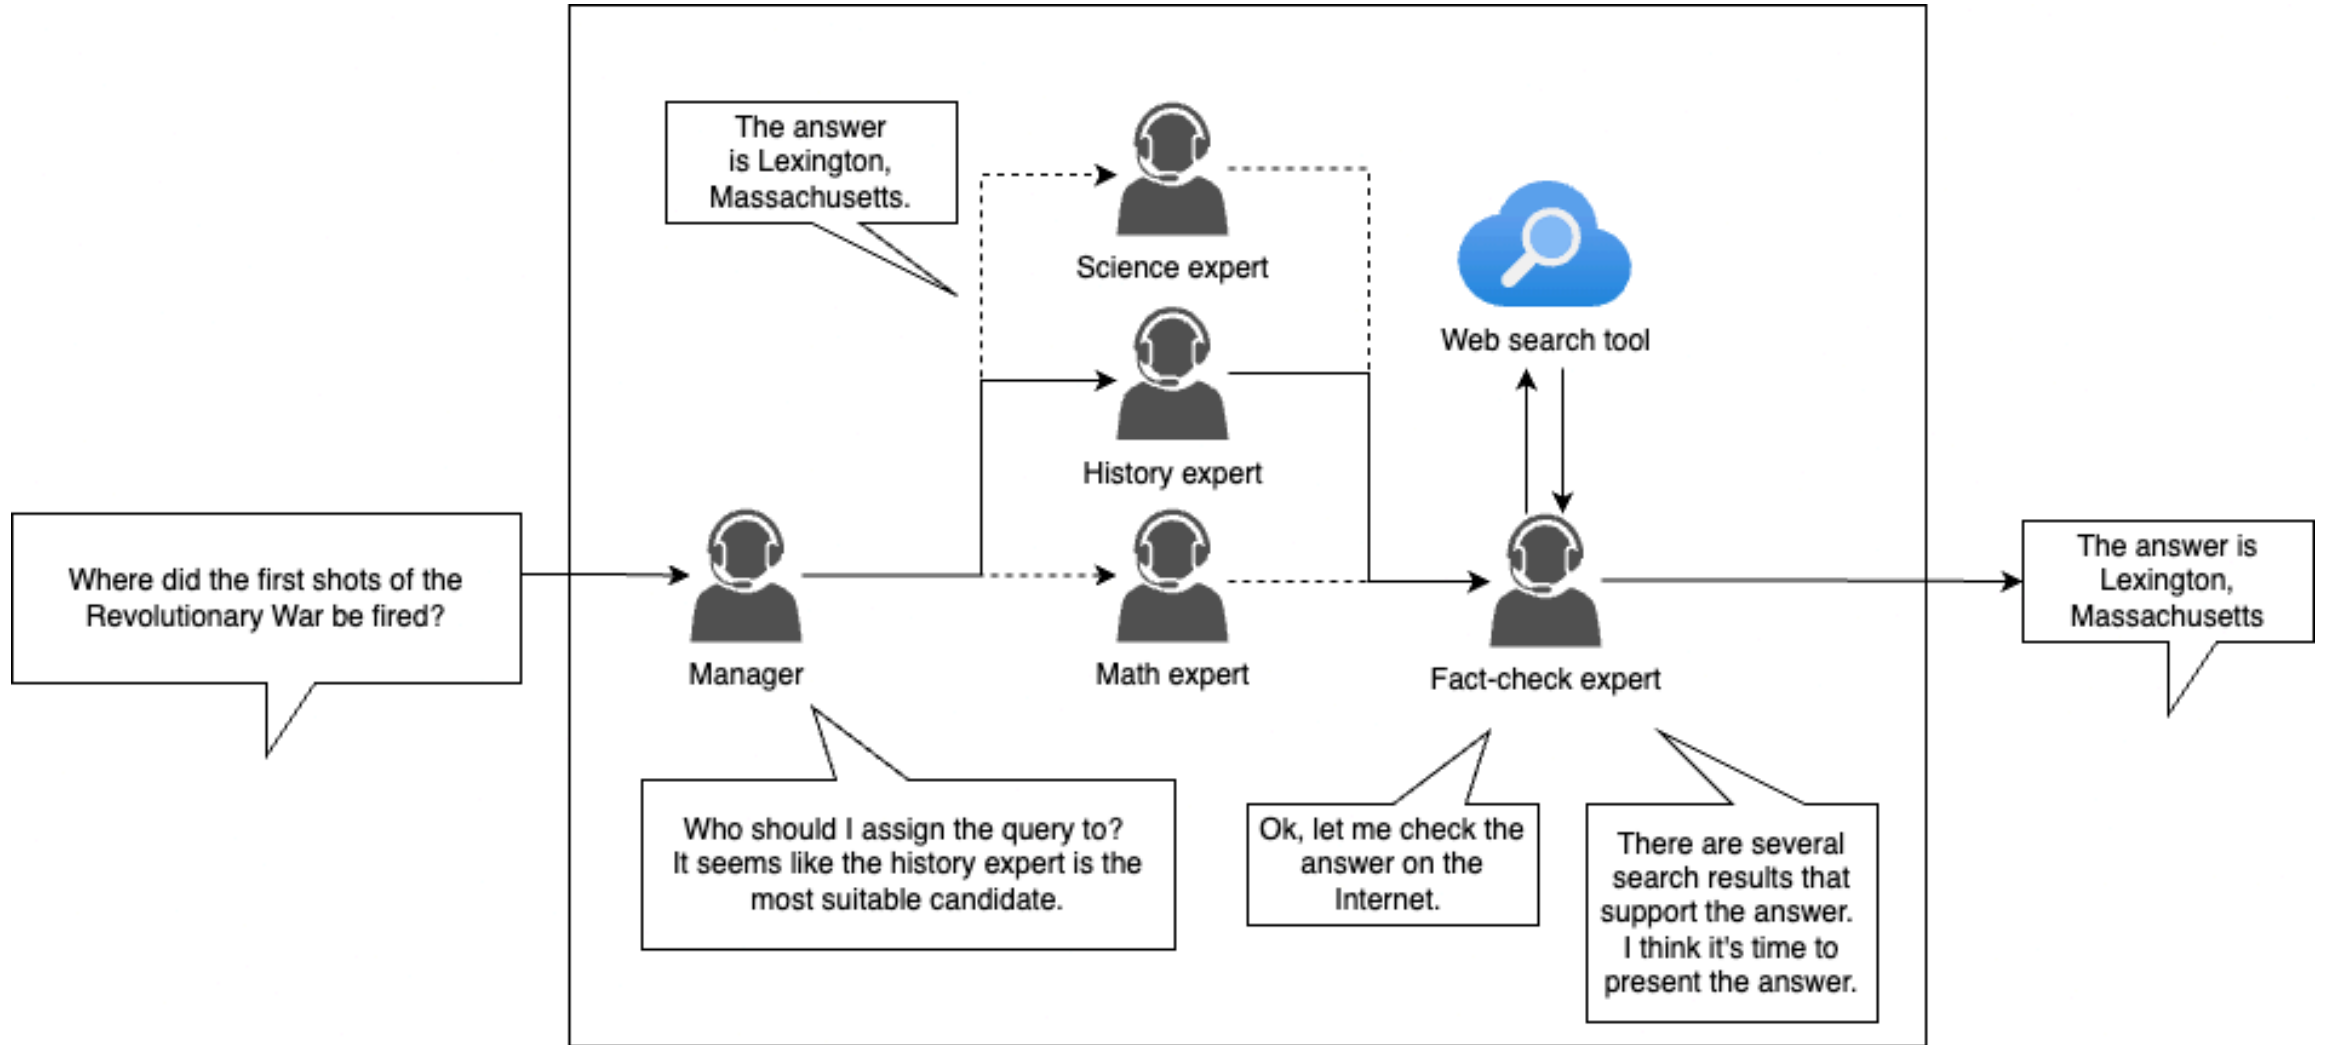 Where did the first shots of the
Revolutionary War be fired?
The answer
is Lexington,
Massachusetts.
Science expert
History expert
Math expert
Manager
Who should I assign the query to?
It seems like the history expert is the
most suitable candidate.
Web search tool
Fact-check expert
Ok, let me check the
answer on the
Internet.
There are several
search results that
support the answer.
I think it's time to
present the answer.
The answer is
Lexington,
Massachusetts